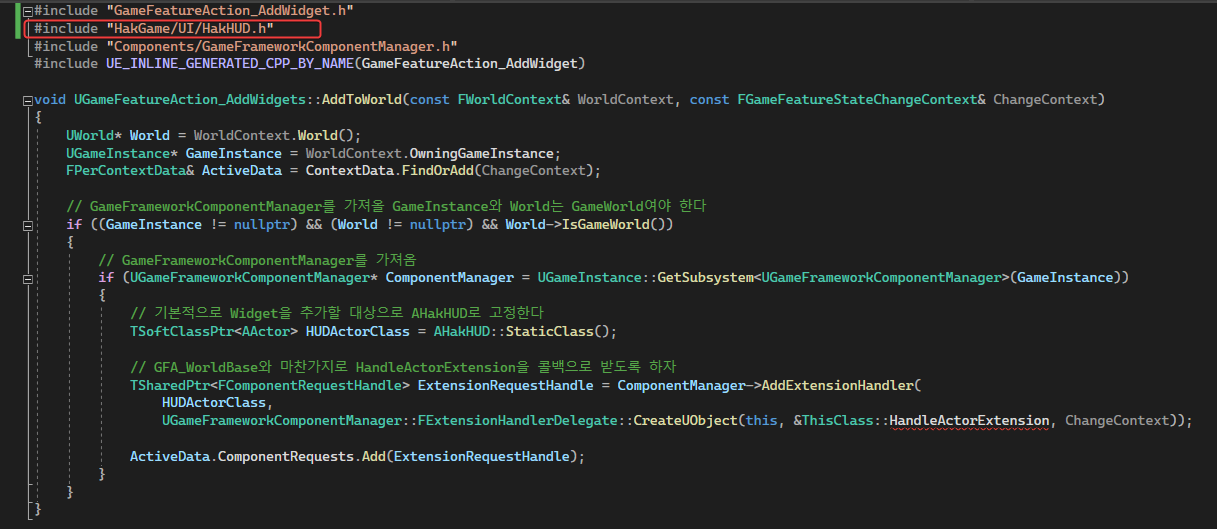 #include "GameFeatureAction_AddWidget.h"
#include "HakGame/UI/HakHUD.h"
#include "Components/GameFrameworkComponentManager.h"
#include UE_INLINE_GENERATED_CPP_BY_NAME(GameFeatureAction_AddWidget)

void UGameFeatureAction_AddWidgets::AddToWorld(const FWorldContext& WorldContext, const FGameFeatureStateChangeContext& ChangeContext)
{
    UWorld* World = WorldContext.World();
    UGameInstance* GameInstance = WorldContext.OwningGameInstance;
    FPerContextData& ActiveData = ContextData.FindOrAdd(ChangeContext);

    // GameFrameworkComponentManager를 가져올 GameInstance와 World는 GameWorld여야 한다
    if ((GameInstance != nullptr) && (World != nullptr) && World->IsGameWorld())
    {
        // GameFrameworkComponentManager를 가져옴
        if (UGameFrameworkComponentManager* ComponentManager = UGameInstance::GetSubsystem<UGameFrameworkComponentManager>(GameInstance))
        {
            // 기본적으로 Widget을 추가할 대상으로 AHakHUD로 고정한다
            TSoftClassPtr<AActor> HUDActorClass = AHakHUD::StaticClass();

            // GFA_WorldBase와 마찬가지로 HandleActorExtension을 콜백으로 받도록 하자
            TSharedPtr<FComponentRequestHandle> ExtensionRequestHandle = ComponentManager->AddExtensionHandler(
                HUDActorClass,
                UGameFrameworkComponentManager::FExtensionHandlerDelegate::CreateUObject(this, &ThisClass::HandleActorExtension, ChangeContext));

            ActiveData.ComponentRequests.Add(ExtensionRequestHandle);
        }
    }
}